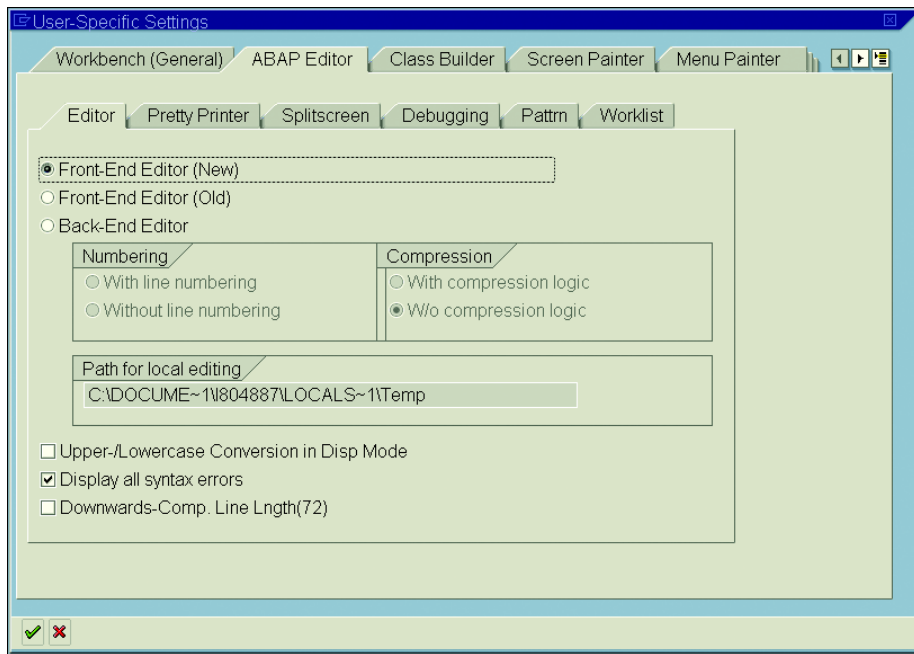 User-Specific Settings
Workbench (General) ABAP Editor Class Builder Screen Painter Menu Painter
Editor Pretty Printer Splitscreen Debugging Pattrn Worklist
Front-End Editor (New)
Front-End Editor (Old)
Back-End Editor
Numbering Compression
With line numbering With compression logic
Without line numbering W/o compression logic
Path for local editing
C:\DOCUME~1\I804887\LOCALS~1\Temp
Upper-/Lowercase Conversion in Disp Mode
Display all syntax errors
Downwards-Comp. Line Lngth(72)